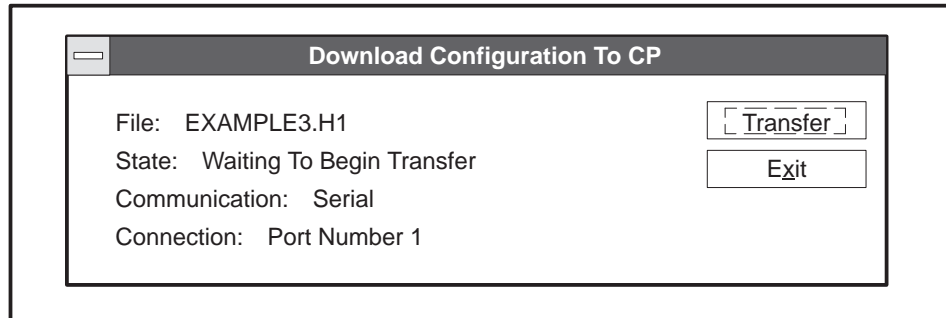 Download Configuration To CP
File: EXAMPLE3.H1
Transfer
State: Waiting To Begin Transfer
Exit
Communication: Serial
Connection: Port Number 1